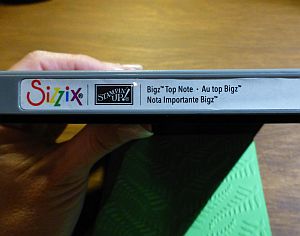 Sizzix®
STAMPIN' UP!
Bigz™ Top Note · Au top Bigz™
Nota Importante Bigz™